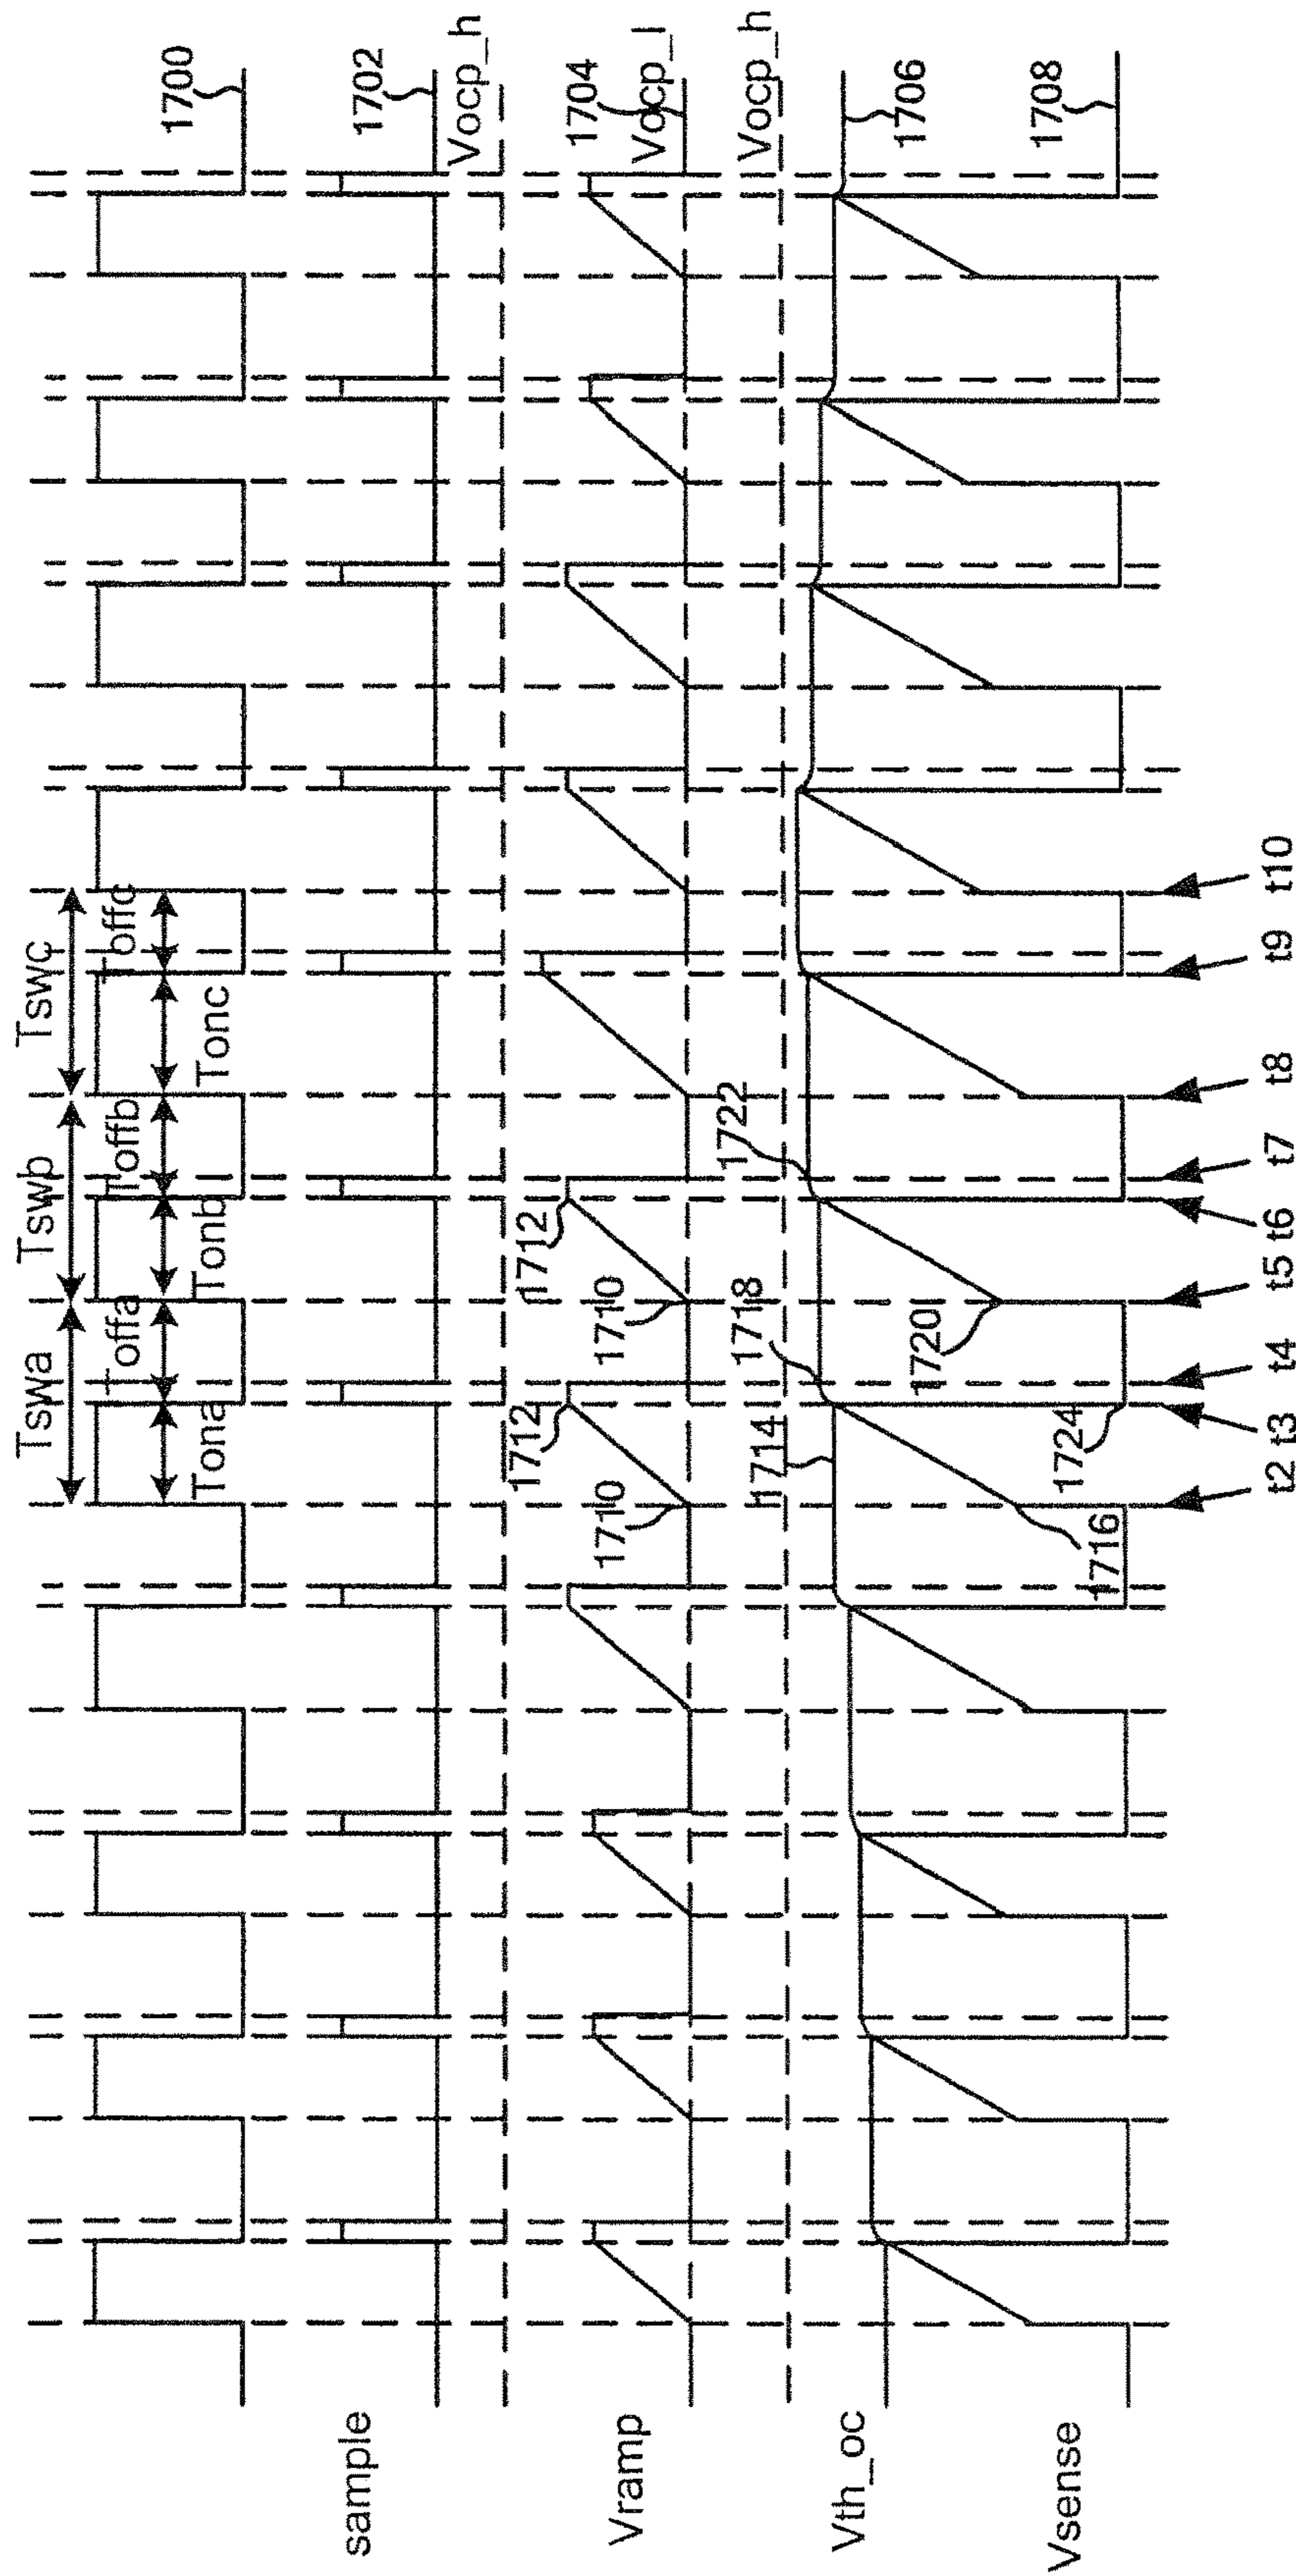 Tswa
Tswb
Tswc
Tona
Toffa
Tonb
Toffb
Tonc
Toffc
1700
sample
1702
Vocp_h
Vramp
1710
1712
1710
1712
1704
Vocp_l
Vocp_h
Vth_oc
1714
1718
1722
1706
Vsense
1716
1724
1720
1708
t2
t3
t4
t5
t6
t7
t8
t9
t10